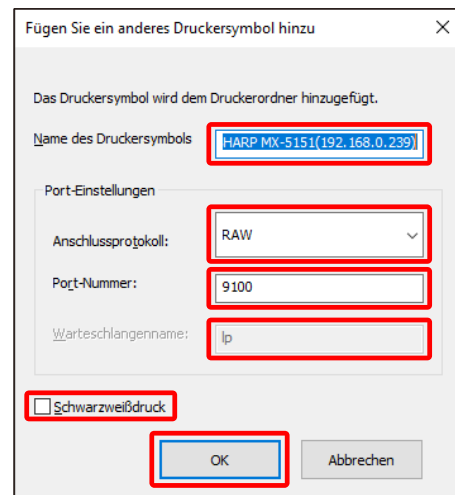 Fügen Sie ein anderes Druckersymbol hinzu
Das Druckersymbol wird dem Druckerordner hinzugefügt.
Name des Druckersymbols HARP MX-5151(192.168.0.239)
Port-Einstellungen
Anschlussprotokoll: RAW
Port-Nummer: 9100
Warteschlangenname: lp
Schwarzweißdruck
OK Abbrechen